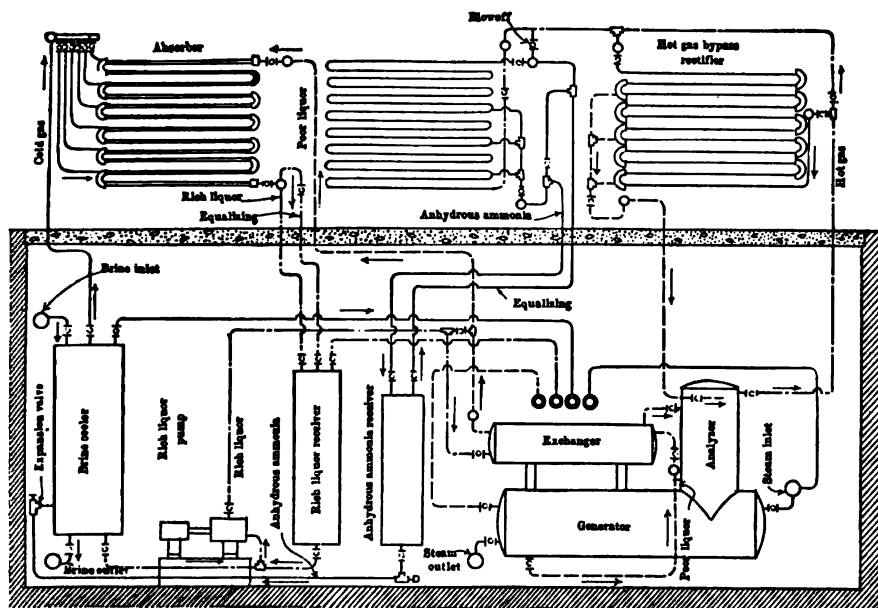 Blowoff
Absorber
Hot gas bypass
rectifier
Poor liquor
Cold gas
Hot gas
Rich liquor
Equalizing
Anhydrous ammonia
Brine inlet
Equalizing
Expansion valve
Brine cooler
Rich liquor
pump
Rich liquor
Anhydrous ammonia
Rich liquor receiver
Anhydrous ammonia receiver
Exchanger
Analyzer
Steam inlet
Generator
Steam
outlet
Poor liquor
Brine outlet